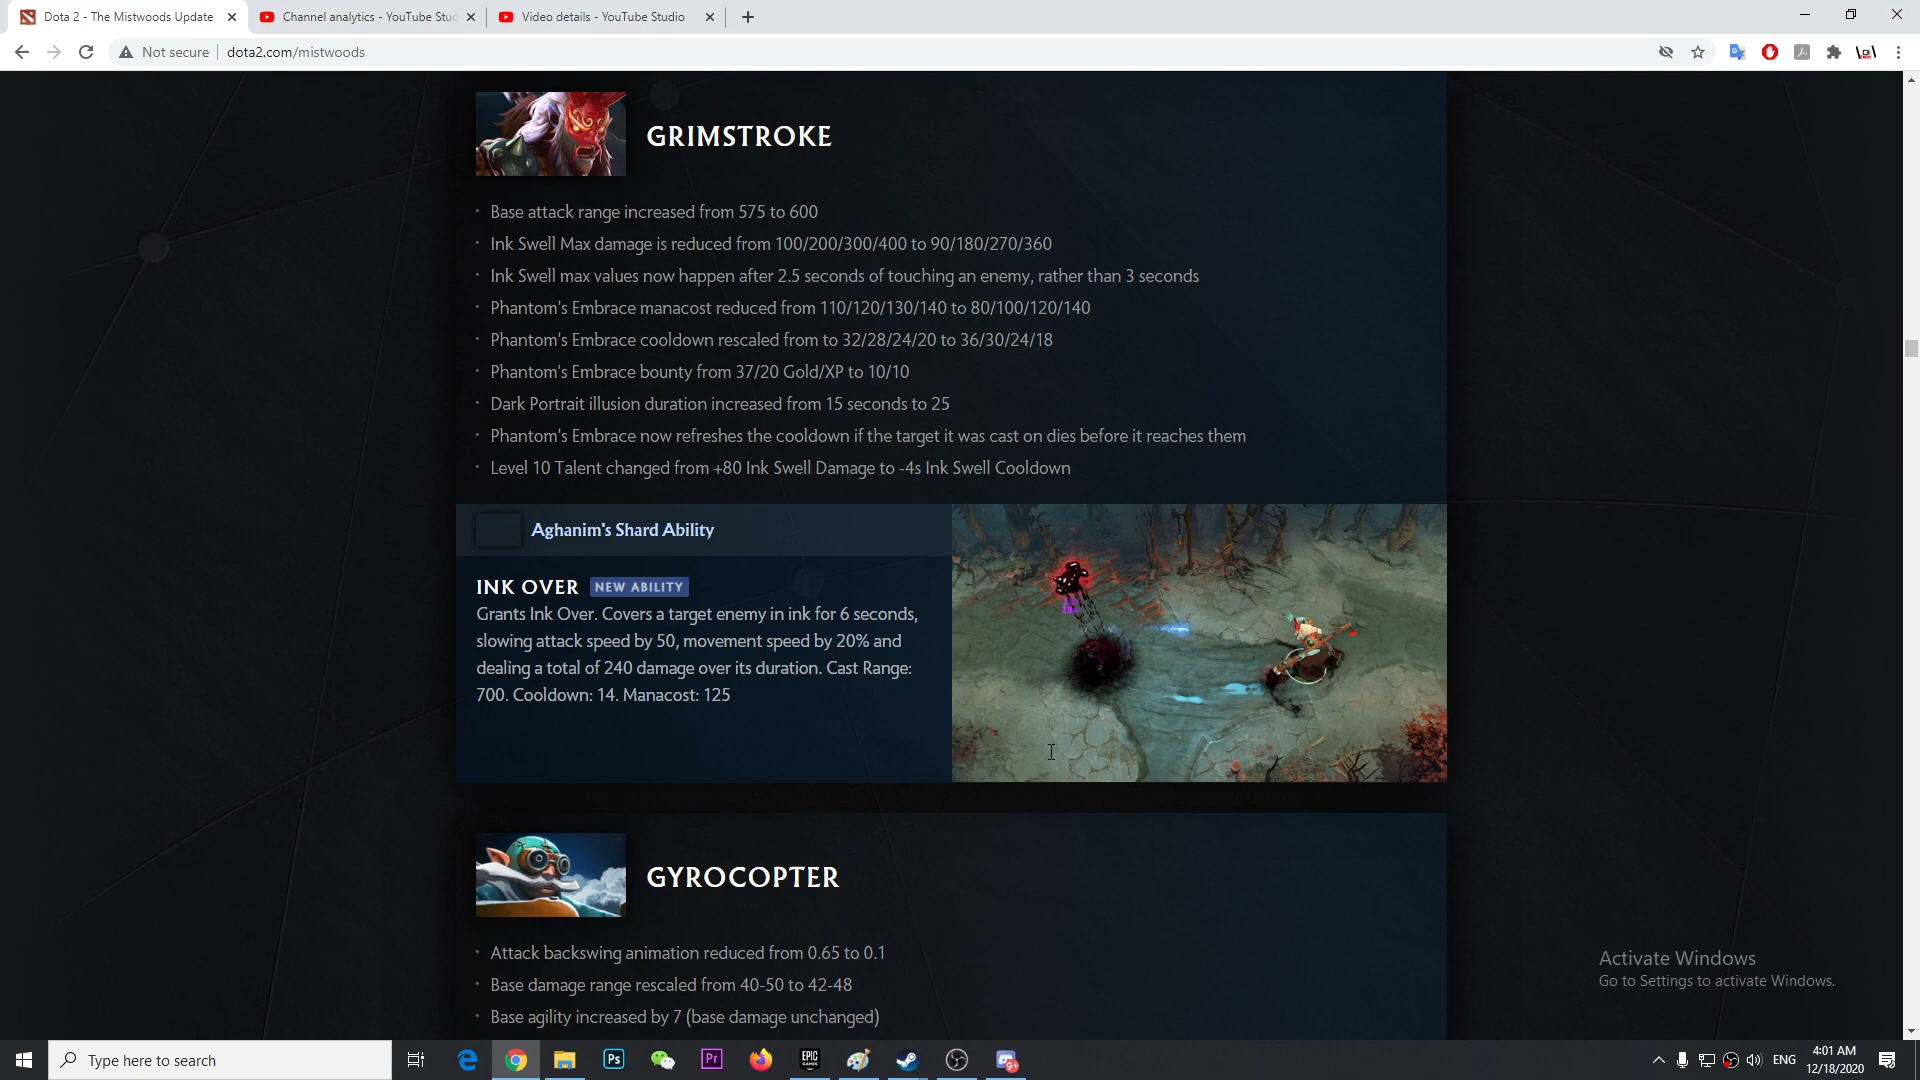 Dota 2 - The Mistwoods Update
Channel analytics - YouTube Stud
Video details - YouTube Studio
Not secure
dota2.com/mistwoods
GRIMSTROKE
· Base attack range increased from 575 to 600
· Ink Swell Max damage is reduced from 100/200/300/400 to 90/180/270/360
· Ink Swell max values now happen after 2.5 seconds of touching an enemy, rather than 3 seconds
· Phantom's Embrace manacost reduced from 110/120/130/140 to 80/100/120/140
· Phantom's Embrace cooldown rescaled from to 32/28/24/20 to 36/30/24/18
· Phantom's Embrace bounty from 37/20 Gold/XP to 10/10
· Dark Portrait illusion duration increased from 15 seconds to 25
· Phantom's Embrace now refreshes the cooldown if the target it was cast on dies before it reaches them
· Level 10 Talent changed from +80 Ink Swell Damage to -4s Ink Swell Cooldown
Aghanim's Shard Ability
INK OVER NEW ABILITY
Grants Ink Over. Covers a target enemy in ink for 6 seconds,
slowing attack speed by 50, movement speed by 20% and
dealing a total of 240 damage over its duration. Cast Range:
700. Cooldown: 14. Manacost: 125
GYROCOPTER
· Attack backswing animation reduced from 0.65 to 0.1
· Base damage range rescaled from 40-50 to 42-48
· Base agility increased by 7 (base damage unchanged)
Activate Windows
Go to Settings to activate Windows.
Type here to search
Ps
Pr
EPIC
GAMES
9+
ENG
4:01 AM
12/18/2020